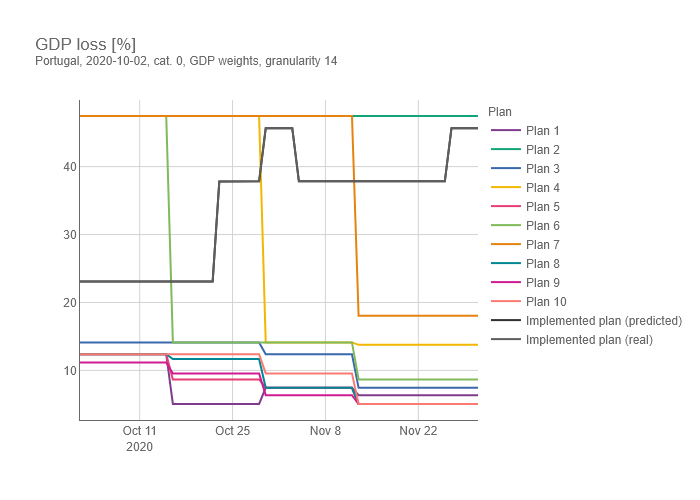 GDP loss [%]
Portugal, 2020-10-02, cat. 0, GDP weights, granularity 14
Plan
Plan 1
Plan 2
Plan 3
Plan 4
Plan 5
Plan 6
Plan 7
Plan 8
Plan 9
Plan 10
Implemented plan (predicted)
Implemented plan (real)
40
30
20
10
Oct 11
2020
Oct 25
Nov 8
Nov 22